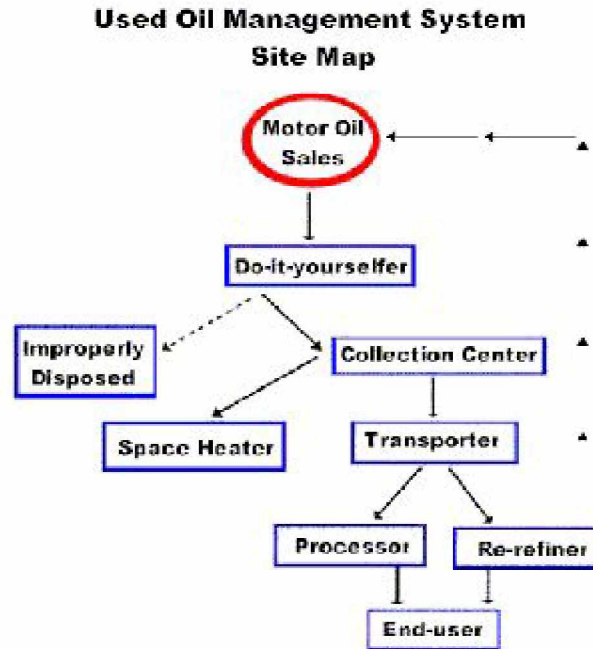 Used Oil Management System
Site Map
Motor Oil
Sales
Do-it-yourselfer
Improperly
Disposed
Collection Center
Space Heater
Transporter
Processor
Re-refiner
End-user